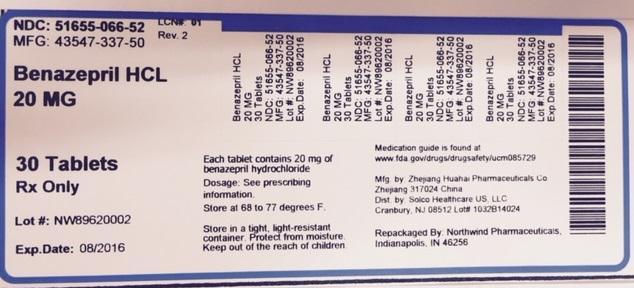 NDC: 51655-066-52
LCN#: 01
MFG: 43547-337-50
Rev. 2
Benazepril HCL
20 MG
30 Tablets
Rx Only
Lot #: NW89620002
Exp.Date: 08/2016
Benazepril HCL
20 MG
30 Tablets
NDC: 51655-066-52
MFG: 43547-337-50
Lot #: NW89620002
Exp.Date: 08/2016
Benazepril HCL
20 MG
30 Tablets
NDC: 51655-066-52
MFG: 43547-337-50
Lot #: NW89620002
Exp.Date: 08/2016
Benazepril HCL
20 MG
30 Tablets
NDC: 51655-066-52
MFG: 43547-337-50
Lot #: NW89620002
Exp.Date: 08/2016
Benazepril HCL
20 MG
30 Tablets
NDC: 51655-066-52
MFG: 43547-337-50
Lot #: NW89620002
Exp.Date: 08/2016
Each tablet contains 20 mg of
benazepril hydrochloride
Dosage: See prescribing
information.
Store at 68 to 77 degrees F.
Store in a tight, light-resistant
container. Protect from moisture.
Keep out of the reach of children.
Medication guide is found at
www.fda.gov/drugs/drugsafety/ucm085729
Mfg. by: Zhejiang Huahai Pharmaceuticals Co
Zhejiang 317024 China
Dist. by: Solco Healthcare US, LLC.
Cranbury, NJ 08512 Lot# 1032B14024
Repackaged By: Northwind Pharmaceuticals,
Indianapolis, IN 46256